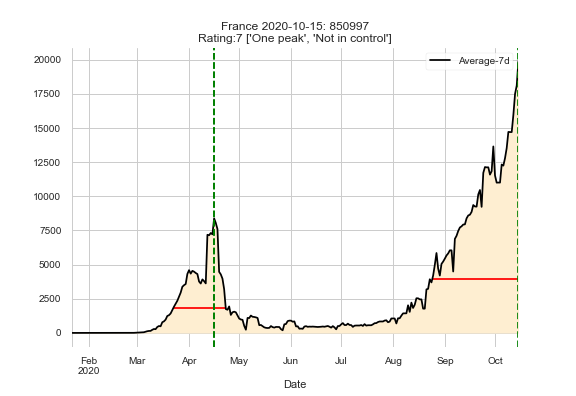 France 2020-10-15: 850997
Rating:7 ['One peak', 'Not in control']
Average-7d
20000
17500
15000
12500
10000
7500
5000
2500
0
Feb
2020
Mar
Apr
May
Jun
Jul
Aug
Sep
Oct
Date